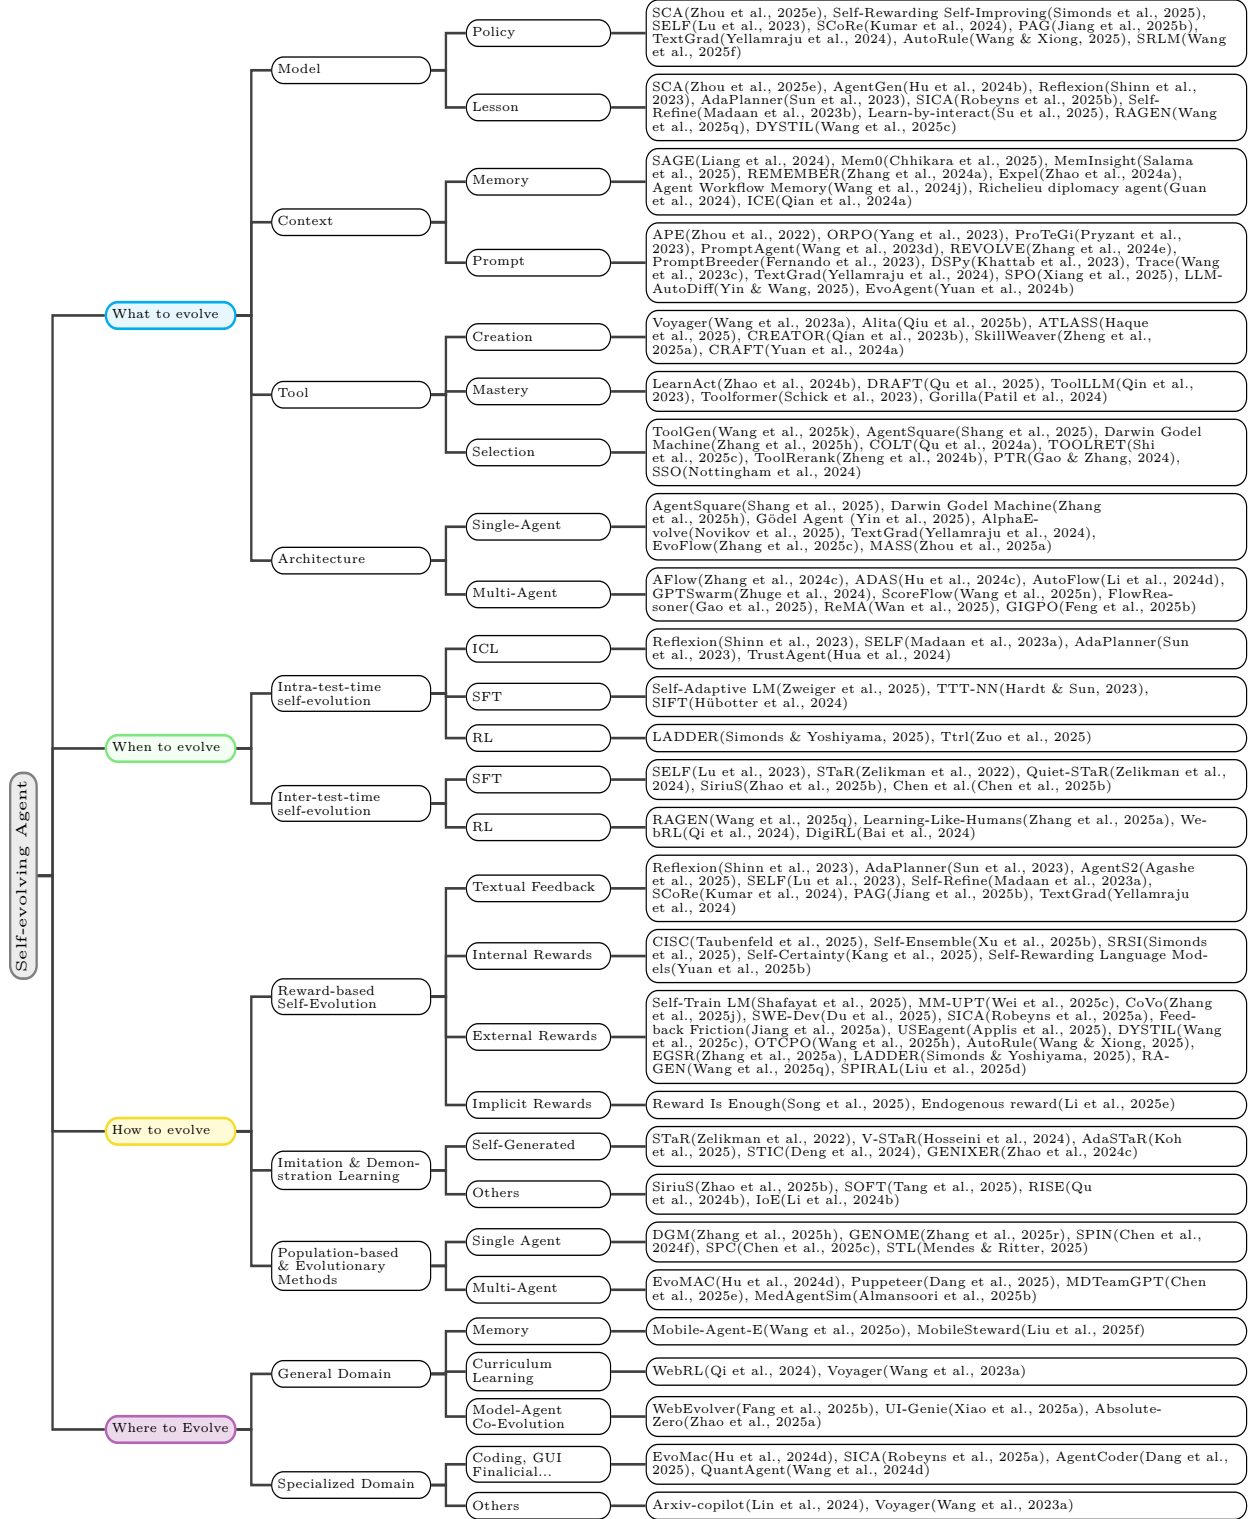 Self-evolving Agent
What to evolve
Model
Policy
SCA(Zhou et al., 2025e), Self-Rewarding Self-Improving(Simonds et al., 2025),
SELF(Lu et al., 2023), SCoRe(Kumar et al., 2024), PAG(Jiang et al., 2025b),
TextGrad(Yellamraju et al., 2024), AutoRule(Wang & Xiong, 2025), SRLM(Wang
et al., 2025f)
Lesson
SCA(Zhou et al., 2025e), AgentGen(Hu et al., 2024b), Reflexion(Shinn et al.,
2023), AdaPlanner(Sun et al., 2023), SICA(Robeyns et al., 2025b), Self-
Refine(Madaan et al., 2023b), Learn-by-interact(Su et al., 2025), RAGEN(Wang
et al., 2025q), DYSTIL(Wang et al., 2025c)
Context
Memory
SAGE(Liang et al., 2024), Mem0(Chhikara et al., 2025), MemInsight(Salama
et al., 2025), REMEMBER(Zhang et al., 2024a), Expel(Zhao et al., 2024a),
Agent Workflow Memory(Wang et al., 2024j), Richelieu diplomacy agent(Guan
et al., 2024), ICE(Qian et al., 2024a)
Prompt
APE(Zhou et al., 2022), ORPO(Yang et al., 2023), ProTeGi(Pryzant et al.,
2023), PromptAgent(Wang et al., 2023d), REVOLVE(Zhang et al., 2024e),
PromptBreeder(Fernando et al., 2023), DSPy(Khattab et al., 2023), Trace(Wang
et al., 2023c), TextGrad(Yellamraju et al., 2024), SPO(Xiang et al., 2025), LLM-
AutoDiff(Yin & Wang, 2025), EvoAgent(Yuan et al., 2024b)
Tool
Creation
Voyager(Wang et al., 2023a), Alita(Qiu et al., 2025b), ATLASS(Haque
et al., 2025), CREATOR(Qian et al., 2023b), SkillWeaver(Zheng et al.,
2025a), CRAFT(Yuan et al., 2024a)
Mastery
LearnAct(Zhao et al., 2024b), DRAFT(Qu et al., 2025), ToolLLM(Qin et al.,
2023), Toolformer(Schick et al., 2023), Gorilla(Patil et al., 2024)
Selection
ToolGen(Wang et al., 2025k), AgentSquare(Shang et al., 2025), Darwin Godel
Machine(Zhang et al., 2025h), COLT(Qu et al., 2024a), TOOLRET(Shi
et al., 2025c), ToolRerank(Zheng et al., 2024b), PTR(Gao & Zhang, 2024),
SSO(Nottingham et al., 2024)
Architecture
Single-Agent
AgentSquare(Shang et al., 2025), Darwin Godel Machine(Zhang
et al., 2025h), Gödel Agent (Yin et al., 2025), AlphaE-
volve(Novikov et al., 2025), TextGrad(Yellamraju et al., 2024),
EvoFlow(Zhang et al., 2025c), MASS(Zhou et al., 2025a)
Multi-Agent
AFlow(Zhang et al., 2024c), ADAS(Hu et al., 2024c), AutoFlow(Li et al., 2024d),
GPTSwarm(Zhuge et al., 2024), ScoreFlow(Wang et al., 2025n), FlowRea-
soner(Gao et al., 2025), ReMA(Wan et al., 2025), GIGPO(Feng et al., 2025b)
When to evolve
Intra-test-time
self-evolution
ICL
Reflexion(Shinn et al., 2023), SELF(Madaan et al., 2023a), AdaPlanner(Sun
et al., 2023), TrustAgent(Hua et al., 2024)
SFT
Self-Adaptive LM(Zweiger et al., 2025), TTT-NN(Hardt & Sun, 2023),
SIFT(Hübotter et al., 2024)
RL
LADDER(Simonds & Yoshiyama, 2025), Ttrl(Zuo et al., 2025)
Inter-test-time
self-evolution
SFT
SELF(Lu et al., 2023), STaR(Zelikman et al., 2022), Quiet-STaR(Zelikman et al.,
2024), SiriuS(Zhao et al., 2025b), Chen et al.(Chen et al., 2025b)
RL
RAGEN(Wang et al., 2025q), Learning-Like-Humans(Zhang et al., 2025a), We-
bRL(Qi et al., 2024), DigiRL(Bai et al., 2024)
How to evolve
Reward-based
Self-Evolution
Textual Feedback
Reflexion(Shinn et al., 2023), AdaPlanner(Sun et al., 2023), AgentS2(Agashe
et al., 2025), SELF(Lu et al., 2023), Self-Refine(Madaan et al., 2023a),
SCoRe(Kumar et al., 2024), PAG(Jiang et al., 2025b), TextGrad(Yellamraju
et al., 2024)
Internal Rewards
CISC(Taubenfeld et al., 2025), Self-Ensemble(Xu et al., 2025b), SRSI(Simonds
et al., 2025), Self-Certainty(Kang et al., 2025), Self-Rewarding Language Mod-
els(Yuan et al., 2025b)
External Rewards
Self-Train LM(Shafayat et al., 2025), MM-UPT(Wei et al., 2025c), CoVo(Zhang
et al., 2025j), SWE-Dev(Du et al., 2025), SICA(Robeyns et al., 2025a), Feed-
back Friction(Jiang et al., 2025a), USEagent(Applis et al., 2025), DYSTIL(Wang
et al., 2025c), OTCPO(Wang et al., 2025h), AutoRule(Wang & Xiong, 2025),
EGSR(Zhang et al., 2025a), LADDER(Simonds & Yoshiyama, 2025), RA-
GEN(Wang et al., 2025q), SPIRAL(Liu et al., 2025d)
Implicit Rewards
Reward Is Enough(Song et al., 2025), Endogenous reward(Li et al., 2025e)
Imitation & Demon-
stration Learning
Self-Generated
STaR(Zelikman et al., 2022), V-STaR(Hosseini et al., 2024), AdaSTaR(Koh
et al., 2025), STIC(Deng et al., 2024), GENIXER(Zhao et al., 2024c)
Others
SiriuS(Zhao et al., 2025b), SOFT(Tang et al., 2025), RISE(Qu
et al., 2024b), IoE(Li et al., 2024b)
Population-based
& Evolutionary
Methods
Single Agent
DGM(Zhang et al., 2025h), GENOME(Zhang et al., 2025r), SPIN(Chen et al.,
2024f), SPC(Chen et al., 2025c), STL(Mendes & Ritter, 2025)
Multi-Agent
EvoMAC(Hu et al., 2024d), Puppeteer(Dang et al., 2025), MDTeamGPT(Chen
et al., 2025e), MedAgentSim(Almansoori et al., 2025b)
Where to Evolve
General Domain
Memory
Mobile-Agent-E(Wang et al., 2025o), MobileSteward(Liu et al., 2025f)
Curriculum
Learning
WebRL(Qi et al., 2024), Voyager(Wang et al., 2023a)
Model-Agent
Co-Evolution
WebEvolver(Fang et al., 2025b), UI-Genie(Xiao et al., 2025a), Absolute-
Zero(Zhao et al., 2025a)
Specialized Domain
Coding, GUI
Finalicial...
EvoMac(Hu et al., 2024d), SICA(Robeyns et al., 2025a), AgentCoder(Dang et al.,
2025), QuantAgent(Wang et al., 2024d)
Others
Arxiv-copilot(Lin et al., 2024), Voyager(Wang et al., 2023a)